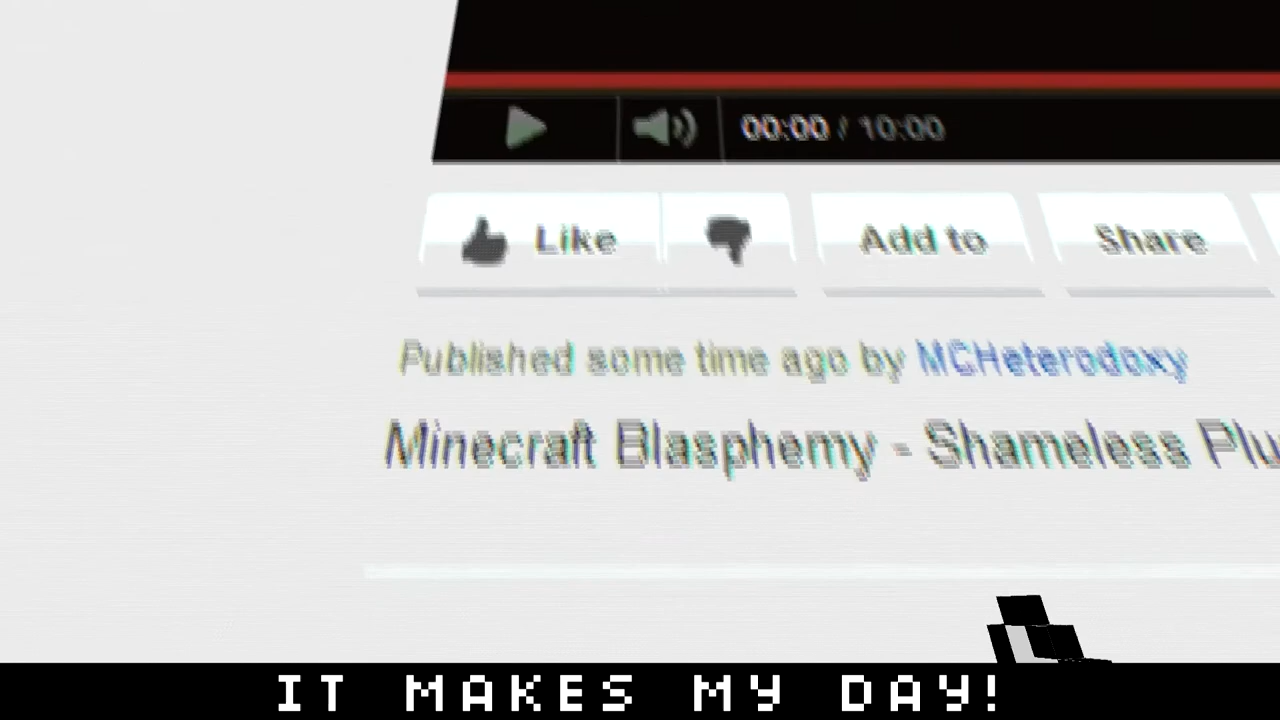 00:00 / 10:00
Like
Add to
Share
Published some time ago by MCHeterodoxy
Minecraft Blasphemy - Shameless Plu
IT MAKES MY DAY!